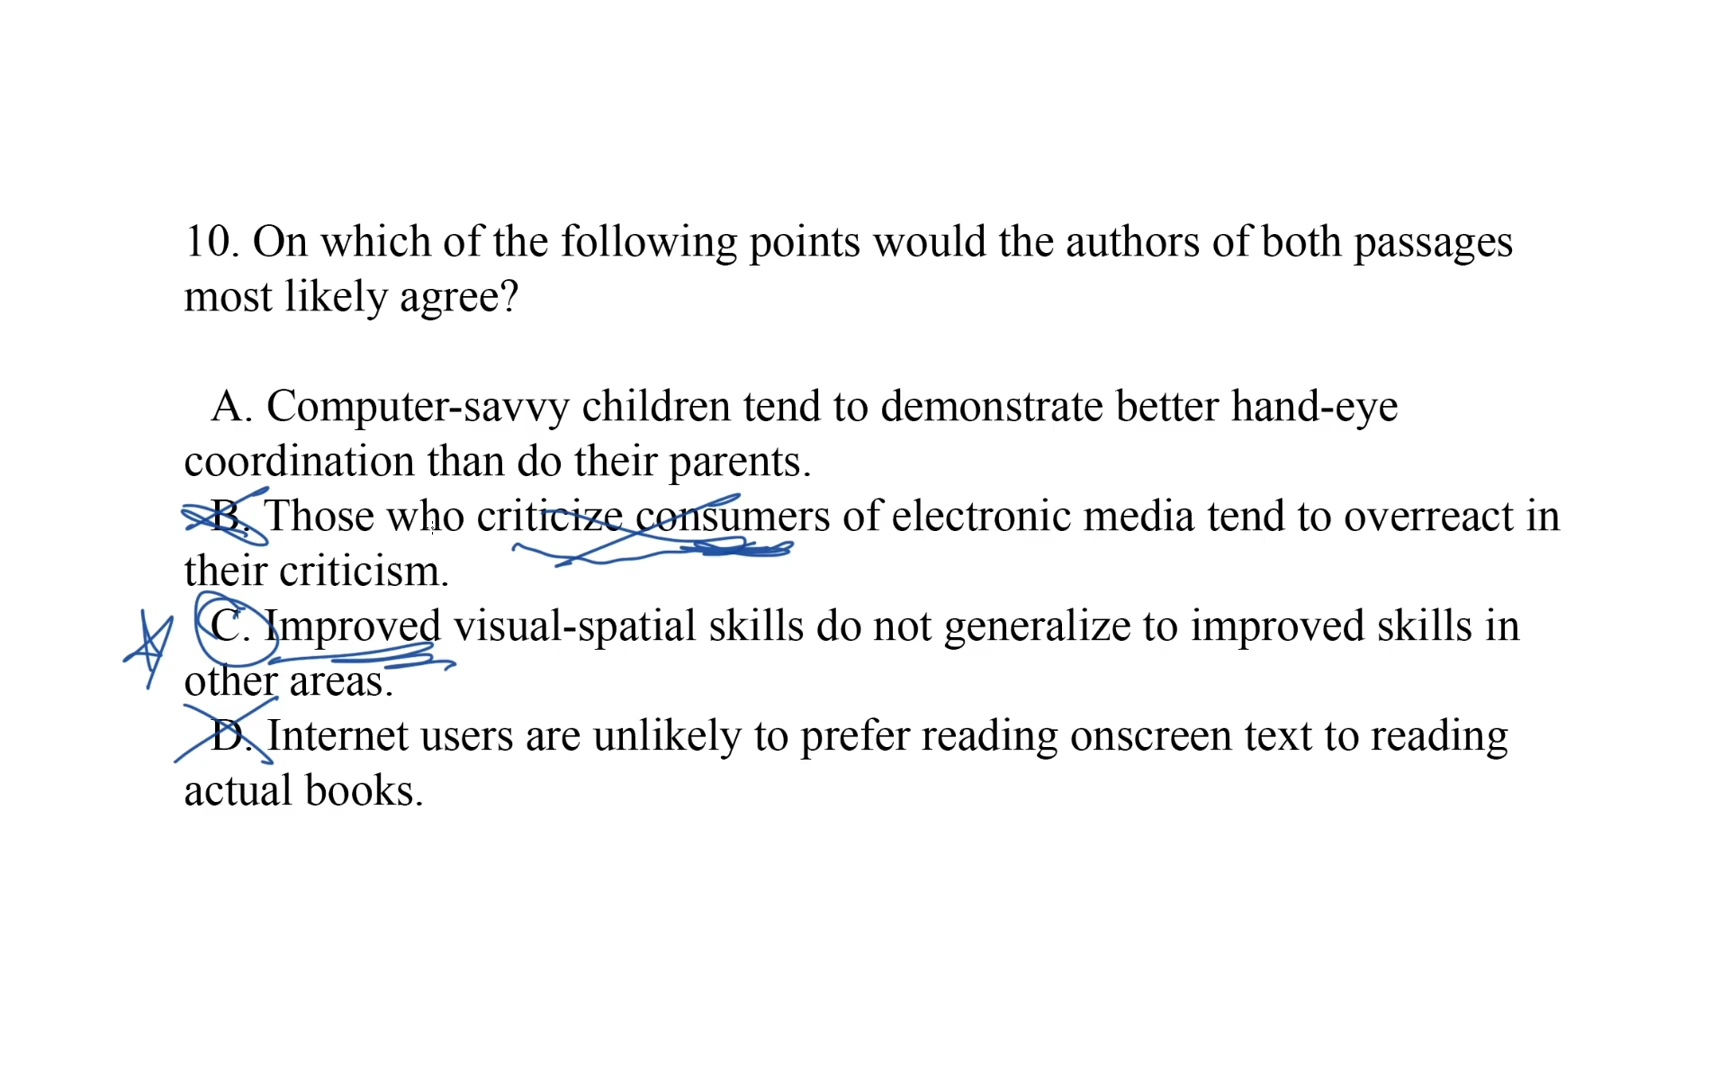 10. On which of the following points would the authors of both passages
most likely agree?
A. Computer-savvy children tend to demonstrate better hand-eye
coordination than do their parents.
B. Those who criticize consumers of electronic media tend to overreact in
their criticism.
C. Improved visual-spatial skills do not generalize to improved skills in
other areas.
D. Internet users are unlikely to prefer reading onscreen text to reading
actual books.